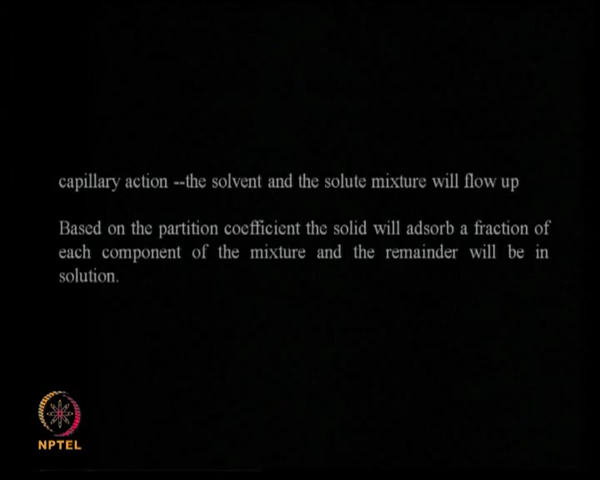 capillary action --the solvent and the solute mixture will flow up
Based on the partition coefficient the solid will adsorb a fraction of
each component of the mixture and the remainder will be in
solution.
NPTEL